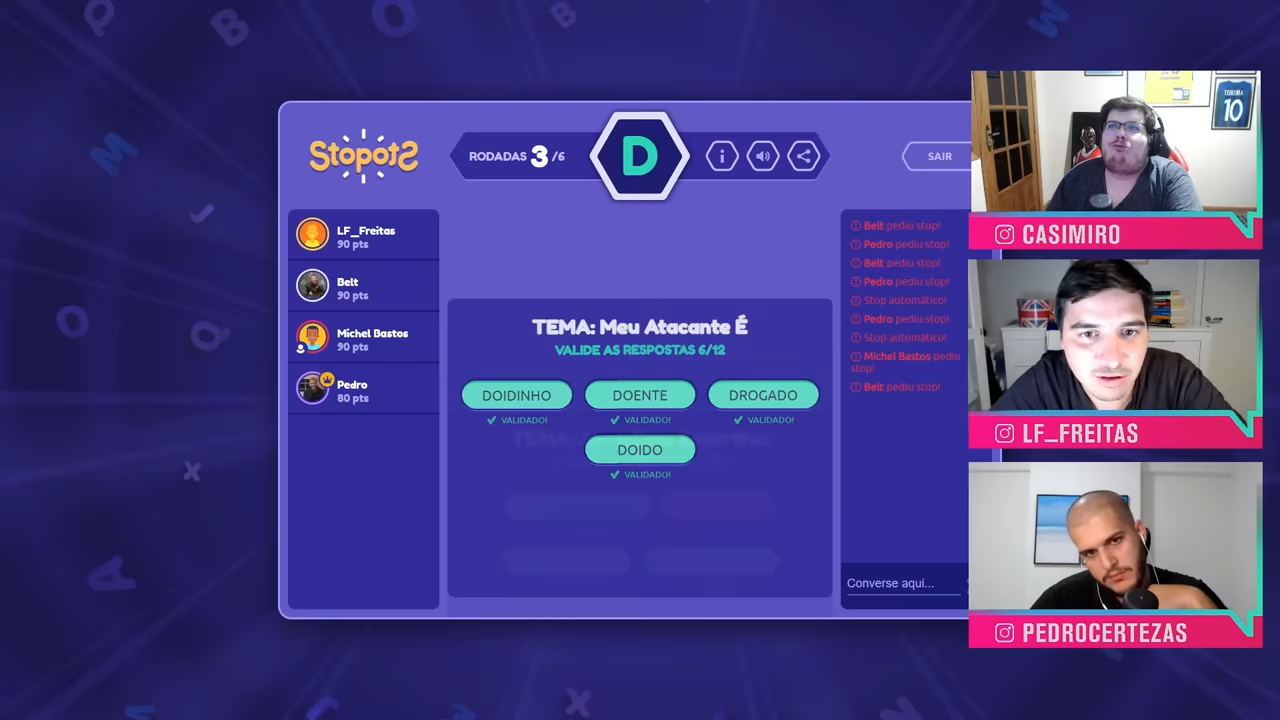 StopotS
RODADAS 3 /6
D
SAIR
LF_Freitas
90 pts
Belt
90 pts
Michel Bastos
90 pts
Pedro
80 pts
TEMA: Meu Atacante É
VALIDE AS RESPOSTAS 6/12
DOIDINHO
DOENTE
DROGADO
VALIDADO!
VALIDADO!
VALIDADO!
DOIDO
VALIDADO!
Belt pediu stop!
Pedro pediu stop!
Belt pediu stop!
Pedro pediu stop!
Stop automático!
Pedro pediu stop!
Stop automático!
Michel Bastos pediu
stop!
Belt pediu stop!
Converse aqui...
TEIXEIRA
10
CASIMIRO
LF_FREITAS
PEDROCERTEZAS